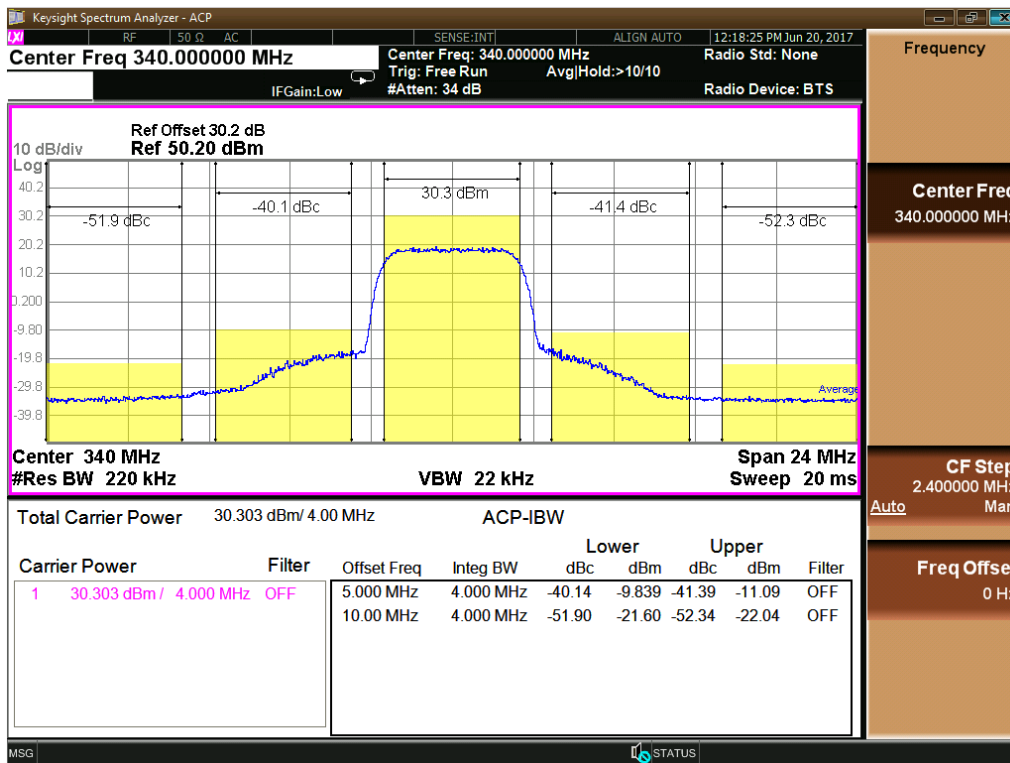 Keysight Spectrum Analyzer - ACP
LXI RF 50 Ω AC SENSE:INT ALIGN AUTO 12:18:25 PM Jun 20, 2017
Center Freq 340.000000 MHz
Center Freq: 340.000000 MHz Radio Std: None
Trig: Free Run Avg|Hold:>10/10
IFGain:Low #Atten: 34 dB Radio Device: BTS
Ref Offset 30.2 dB
10 dB/div Ref 50.20 dBm
Log
40.2
30.2
20.2
10.2
0.200
-9.80
-19.8
-29.8
-39.8
-51.9 dBc
-40.1 dBc
30.3 dBm
-41.4 dBc
-52.3 dBc
Average
Center 340 MHz Span 24 MHz
#Res BW 220 kHz VBW 22 kHz Sweep 20 ms
Total Carrier Power 30.303 dBm/ 4.00 MHz ACP-IBW
Lower Upper
Carrier Power Filter Offset Freq Integ BW dBc dBm dBc dBm Filter
1 30.303 dBm / 4.000 MHz OFF 5.000 MHz 4.000 MHz -40.14 -9.839 -41.39 -11.09 OFF
10.00 MHz 4.000 MHz -51.90 -21.60 -52.34 -22.04 OFF
Frequency
Center Freq
340.000000 MHz
CF Step
2.400000 MHz
Auto Man
Freq Offset
0 Hz
MSG STATUS